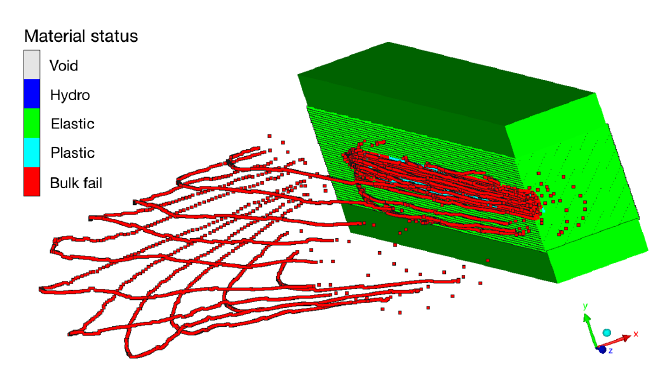 Material status
Void
Hydro
Elastic
Plastic
Bulk fail
y
x
z